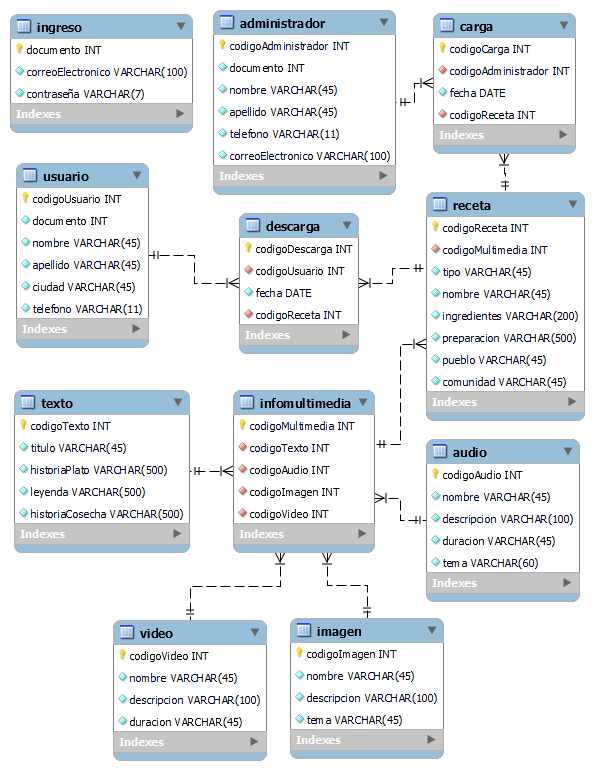 ingreso
documento INT
correoElectronico VARCHAR(100)
contraseña VARCHAR(7)
Indexes
administrador
codigoAdministrador INT
documento INT
nombre VARCHAR(45)
apellido VARCHAR(45)
telefono VARCHAR(11)
correoElectronico VARCHAR(100)
Indexes
carga
codigoCarga INT
codigoAdministrador INT
fecha DATE
codigoReceta INT
Indexes
usuario
codigoUsuario INT
documento INT
nombre VARCHAR(45)
apellido VARCHAR(45)
ciudad VARCHAR(45)
telefono VARCHAR(11)
Indexes
descarga
codigoDescarga INT
codigoUsuario INT
fecha DATE
codigoReceta INT
Indexes
receta
codigoReceta INT
codigoMultimedia INT
tipo VARCHAR(45)
nombre VARCHAR(45)
ingredientes VARCHAR(200)
preparacion VARCHAR(500)
pueblo VARCHAR(45)
comunidad VARCHAR(45)
Indexes
texto
codigoTexto INT
titulo VARCHAR(45)
historiaPlato VARCHAR(500)
leyenda VARCHAR(500)
historiaCosecha VARCHAR(500)
Indexes
infomultimedia
codigoMultimedia INT
codigoTexto INT
codigoAudio INT
codigoImagen INT
codigoVideo INT
Indexes
audio
codigoAudio INT
nombre VARCHAR(45)
descripcion VARCHAR(100)
duracion VARCHAR(45)
tema VARCHAR(60)
Indexes
video
codigoVideo INT
nombre VARCHAR(45)
descripcion VARCHAR(100)
duracion VARCHAR(45)
Indexes
imagen
codigoImagen INT
nombre VARCHAR(45)
descripcion VARCHAR(100)
tema VARCHAR(45)
Indexes